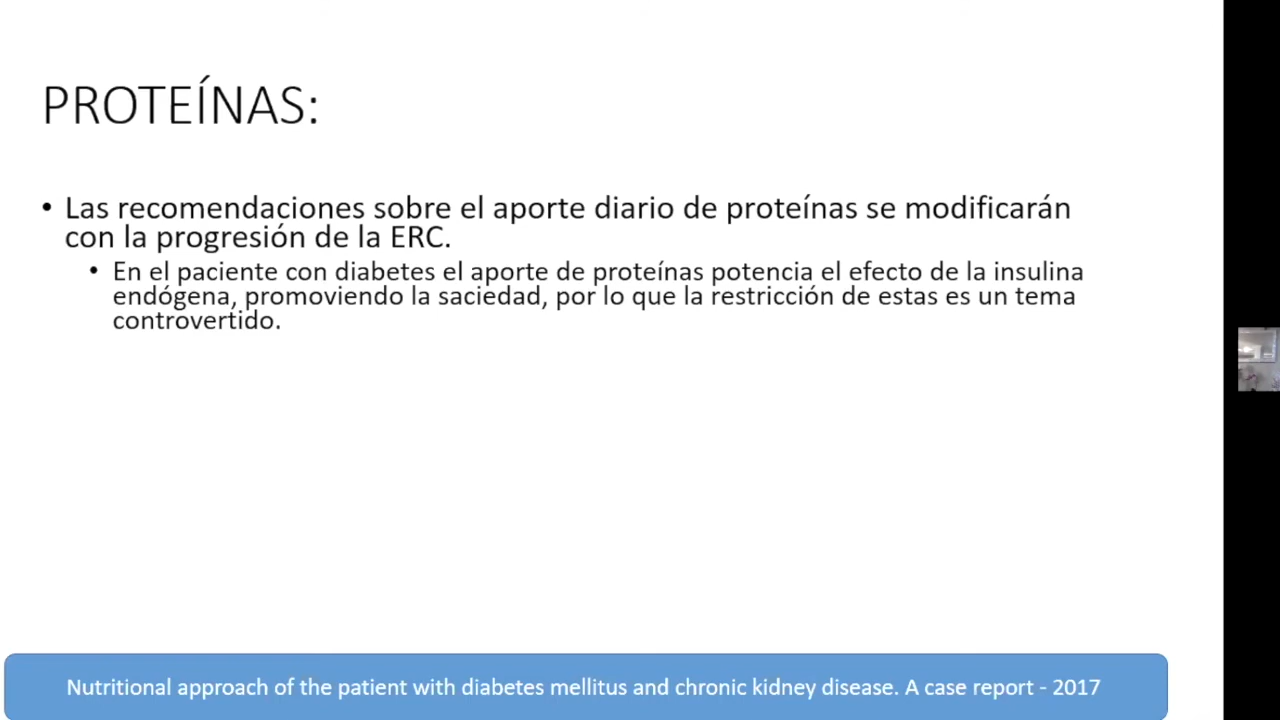 PROTEÍNAS:
• Las recomendaciones sobre el aporte diario de proteínas se modificarán
con la progresión de la ERC.
• En el paciente con diabetes el aporte de proteínas potencia el efecto de la insulina
endógena, promoviendo la saciedad, por lo que la restricción de estas es un tema
controvertido.
Nutritional approach of the patient with diabetes mellitus and chronic kidney disease. A case report - 2017